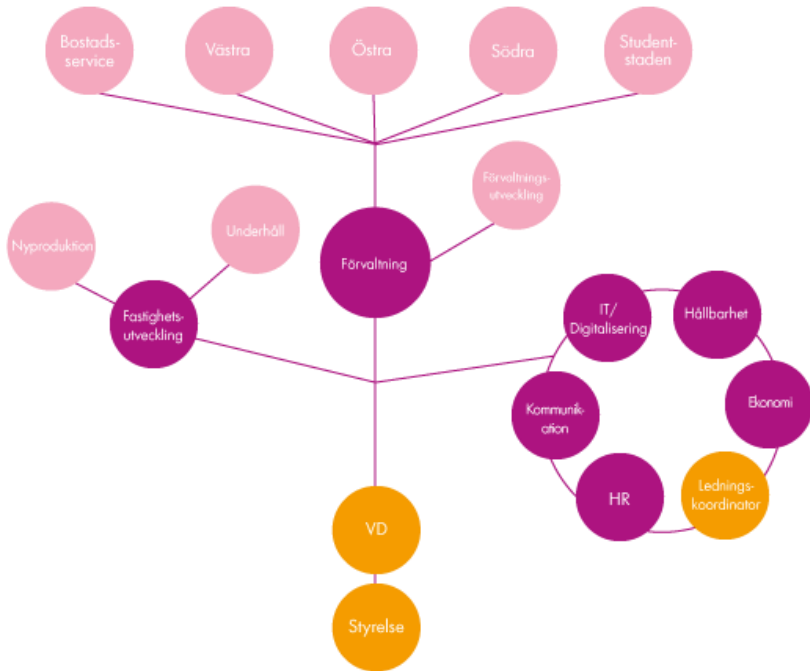 Bostads-
service
Västra
Östra
Södra
Student-
staden
Förvaltnings-
utveckling
Nyproduktion
Underhåll
Förvaltning
Fastighets-
utveckling
IT/
Digitalisering
Hållbarhet
Kommunik-
ation
Ekonomi
HR
Lednings-
koordinator
VD
Styrelse